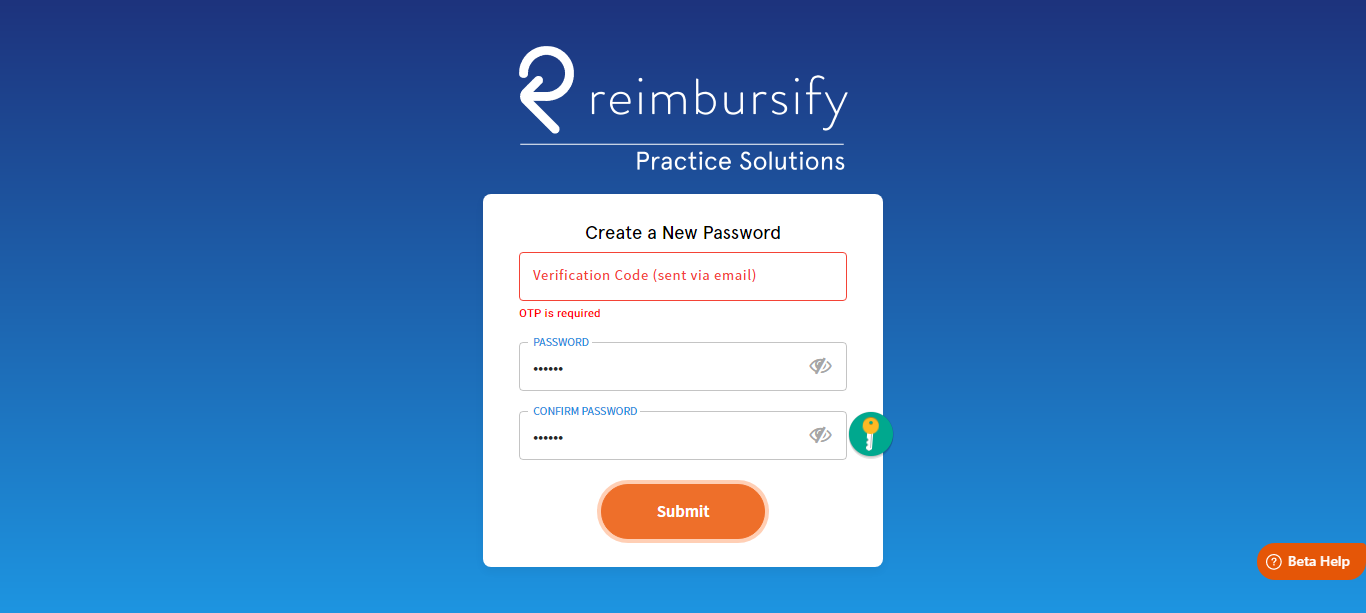 reimbursify
Practice Solutions
Create a New Password
Verification Code (sent via email)
OTP is required
PASSWORD
••••••
CONFIRM PASSWORD
••••••
Submit
Beta Help